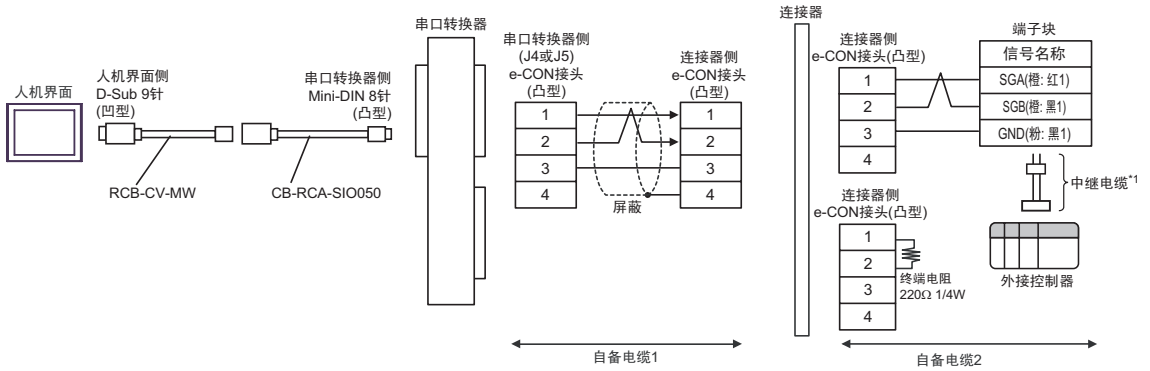 人机界面
人机界面侧
D-Sub 9针
(凹型)
RCB-CV-MW
串口转换器侧
Mini-DIN 8针
(凸型)
CB-RCA-SIO050
串口转换器
串口转换器侧
(J4或J5)
e-CON接头
(凸型)
1
2
3
4
屏蔽
连接器侧
e-CON接头
(凸型)
1
2
3
4
自备电缆1
连接器
连接器侧
e-CON接头(凸型)
1
2
3
4
端子块
信号名称
SGA(橙: 红1)
SGB(橙: 黑1)
GND(粉: 黑1)
中继电缆*1
外接控制器
连接器侧
e-CON接头(凸型)
1
2
3
4
终端电阻
220Ω 1/4W
自备电缆2